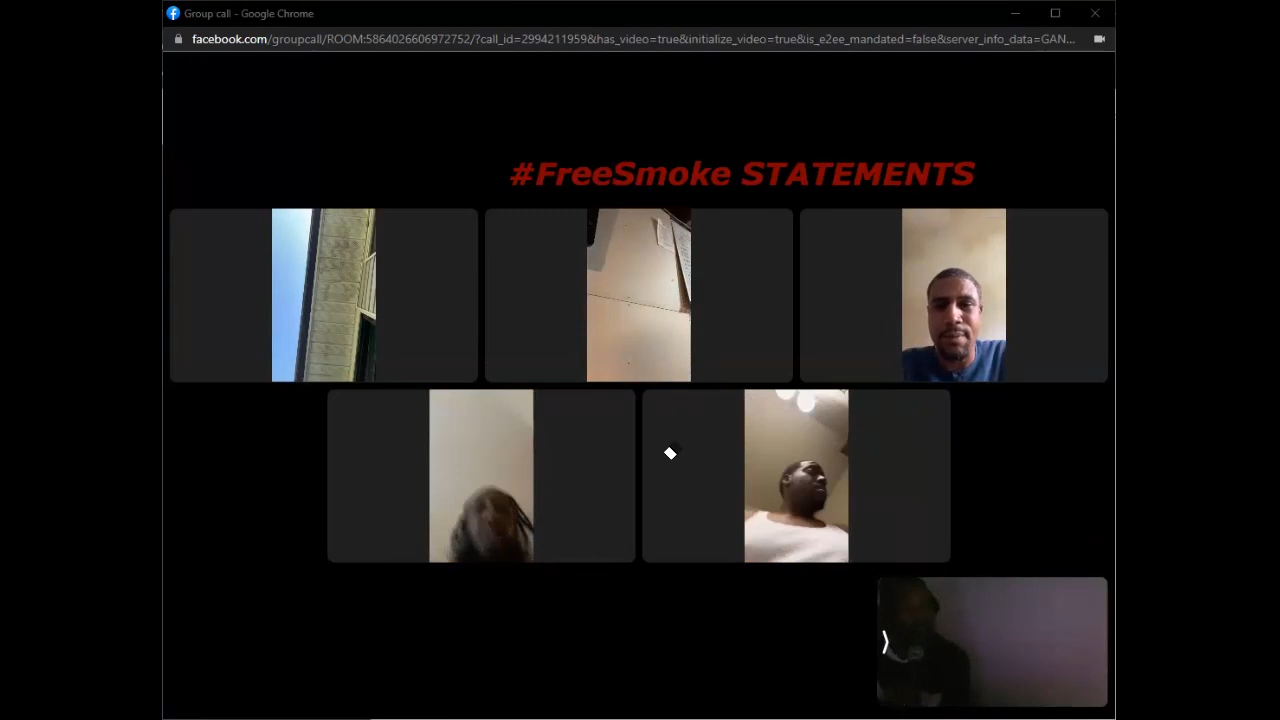 Group call - Google Chrome
facebook.com/groupcall/ROOM:5864026606972752/?call_id=2994211959&has_video=true&initialize_video=true&is_e2ee_mandated=false&server_info_data=GAN...
#FreeSmoke STATEMENTS